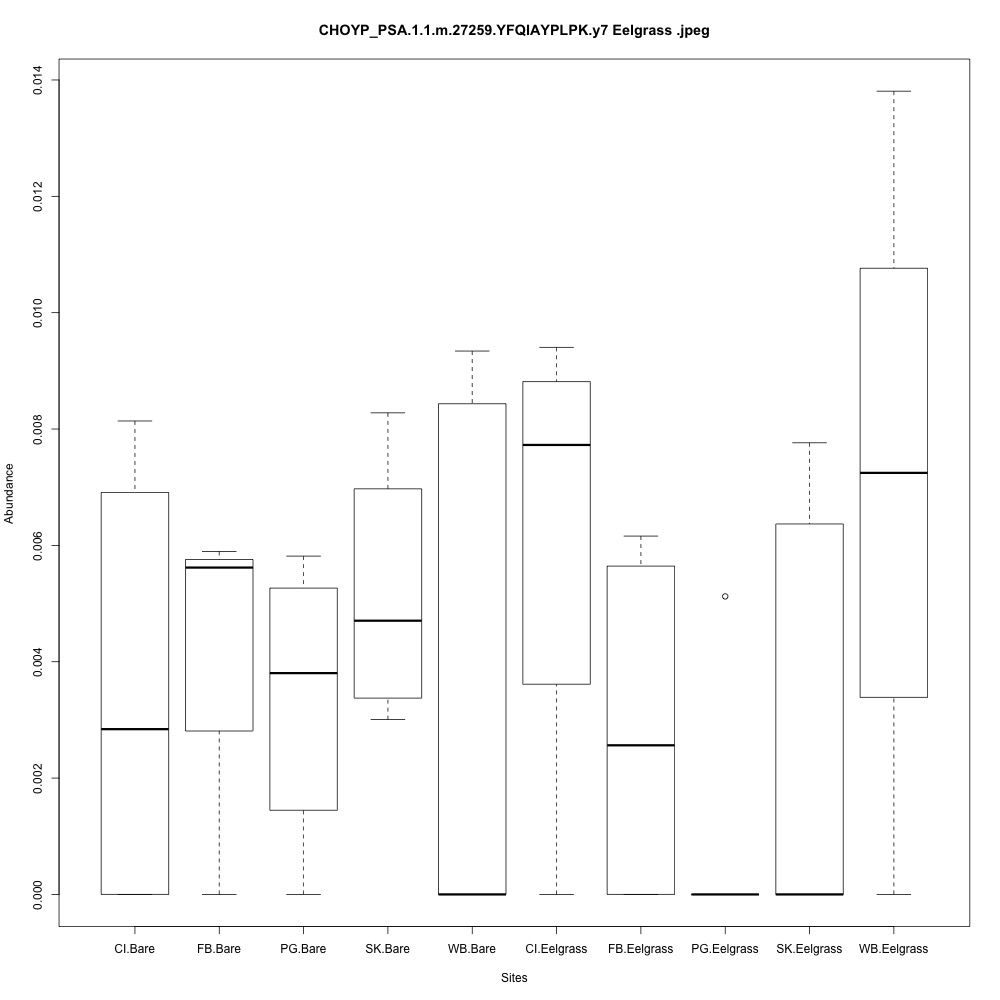 CHOYP_PSA.1.1.m.27259.YFQIAYPLPK.y7 Eelgrass .jpeg
0.014
0.012
0.010
0.008
0.006
0.004
0.002
0.000
Abundance
CI.Bare FB.Bare PG.Bare SK.Bare WB.Bare CI.Eelgrass FB.Eelgrass PG.Eelgrass SK.Eelgrass WB.Eelgrass
Sites